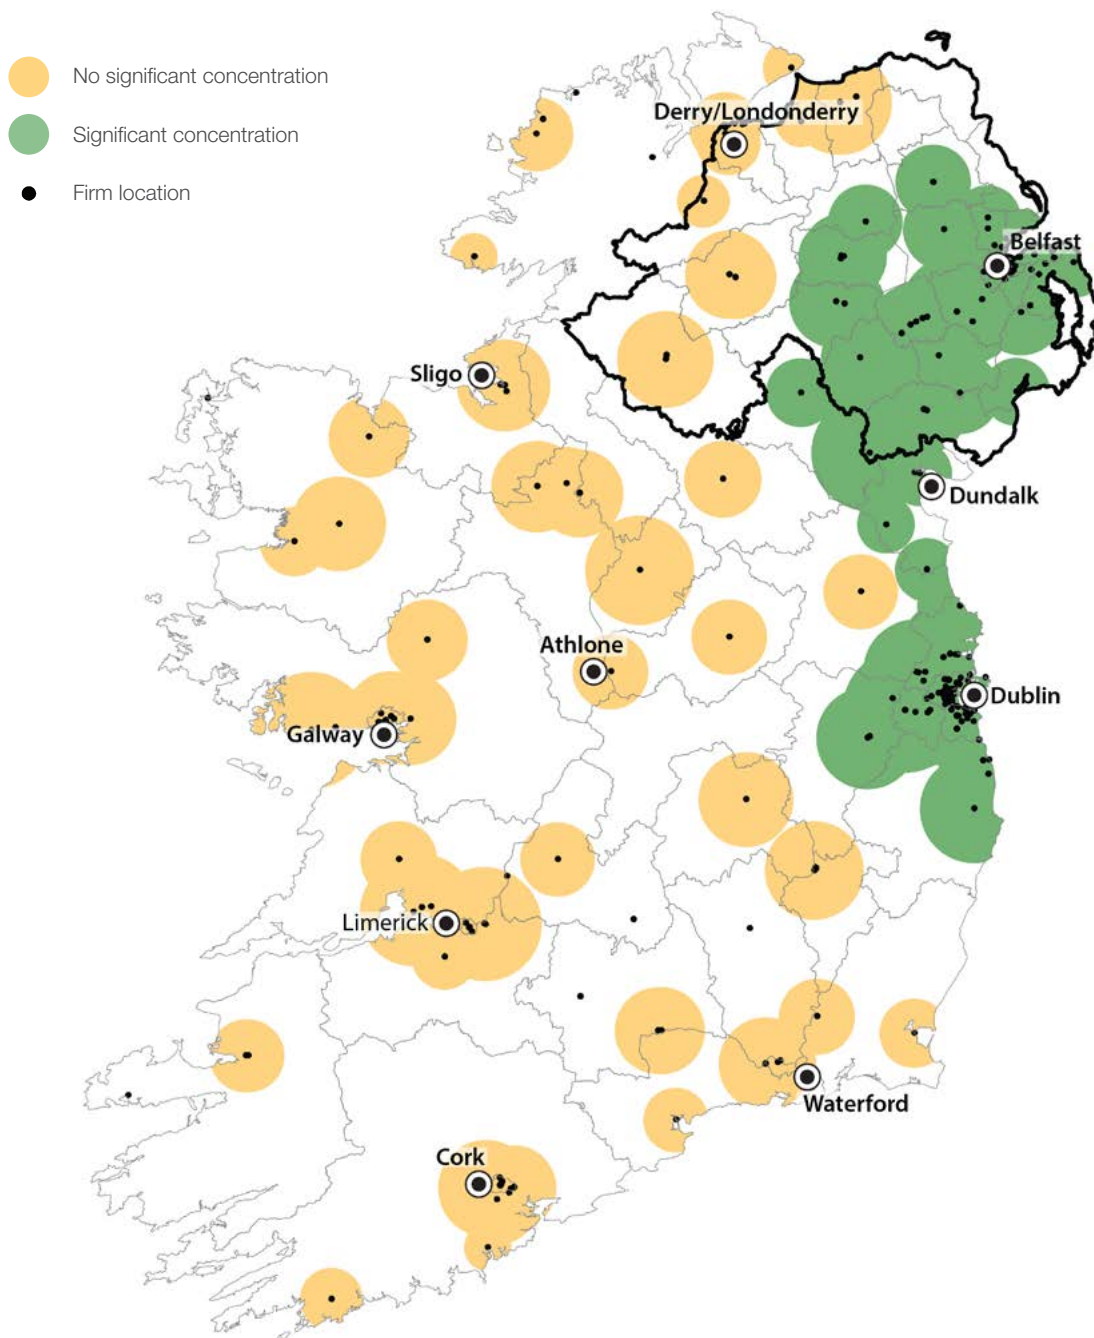 No significant concentration
Significant concentration
Firm location
Derry/Londonderry
Belfast
Sligo
Dundalk
Athlone
Dublin
Galway
Limerick
Waterford
Cork